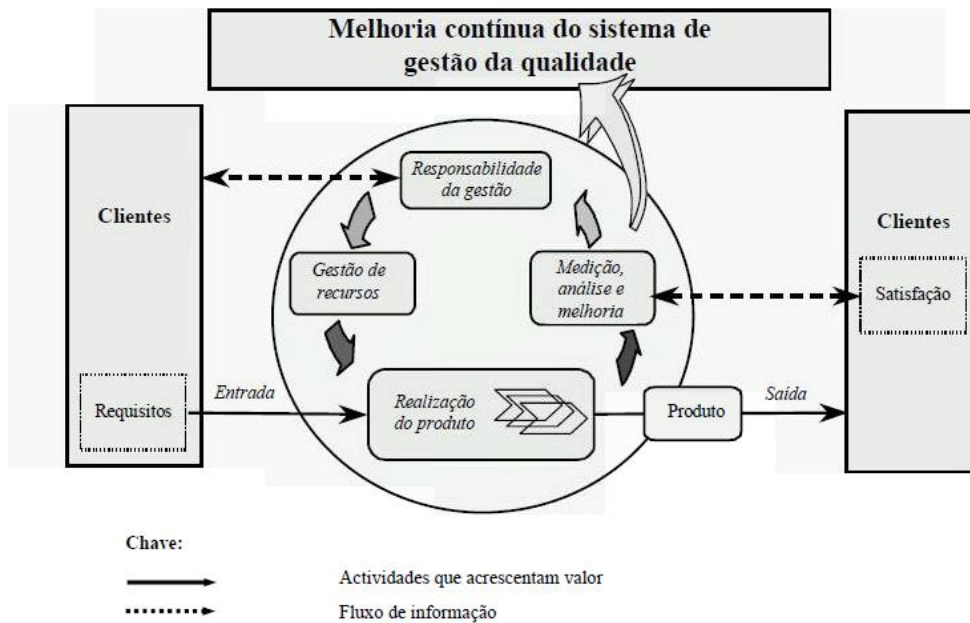 Melhoria contínua do sistema de
gestão da qualidade
Responsabilidade
da gestão
Clientes
Clientes
Gestão de
recursos
Medição,
análise e
melhoria
Satisfação
Requisitos
Entrada
Realização
do produto
Produto
Saída
Chave:
Actividades que acrescentam valor
Fluxo de informação